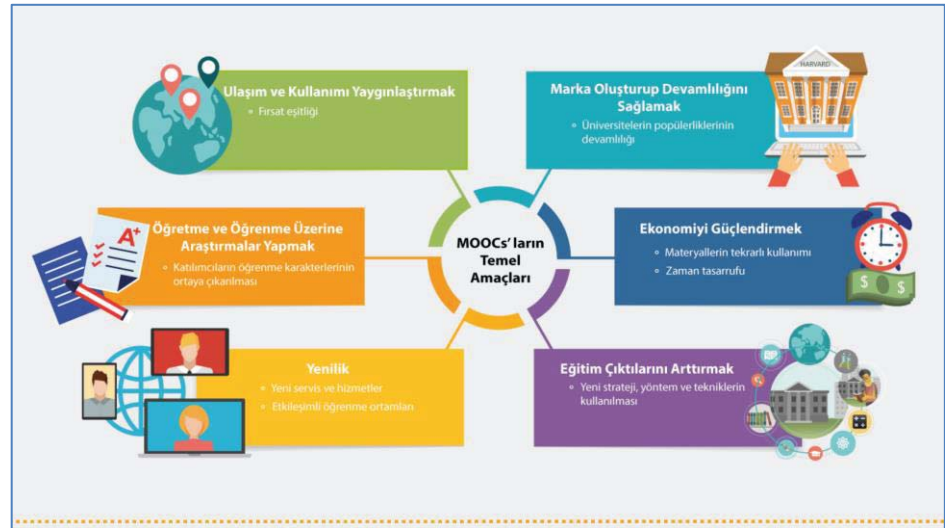 Ulaşım ve Kullanımı Yaygınlaştırmak
Fırsat eşitliği
Marka Oluşturup Devamlılığını
Sağlamak
Üniversitelerin popülerliklerinin
devamlılığı
HARVARD
Öğretme ve Öğrenme Üzerine
Araştırmalar Yapmak
Katılımcıların öğrenme karakterlerinin
ortaya çıkarılması
A+
MOOCs' ların
Temel
Amaçları
Ekonomiyi Güçlendirmek
Materyallerin tekrarlı kullanımı
Zaman tasarrufu
$ $
Yenilik
Yeni servis ve hizmetler
Etkileşimli öğrenme ortamları
Eğitim Çıktılarını Arttırmak
Yeni strateji, yöntem ve tekniklerin
kullanılması